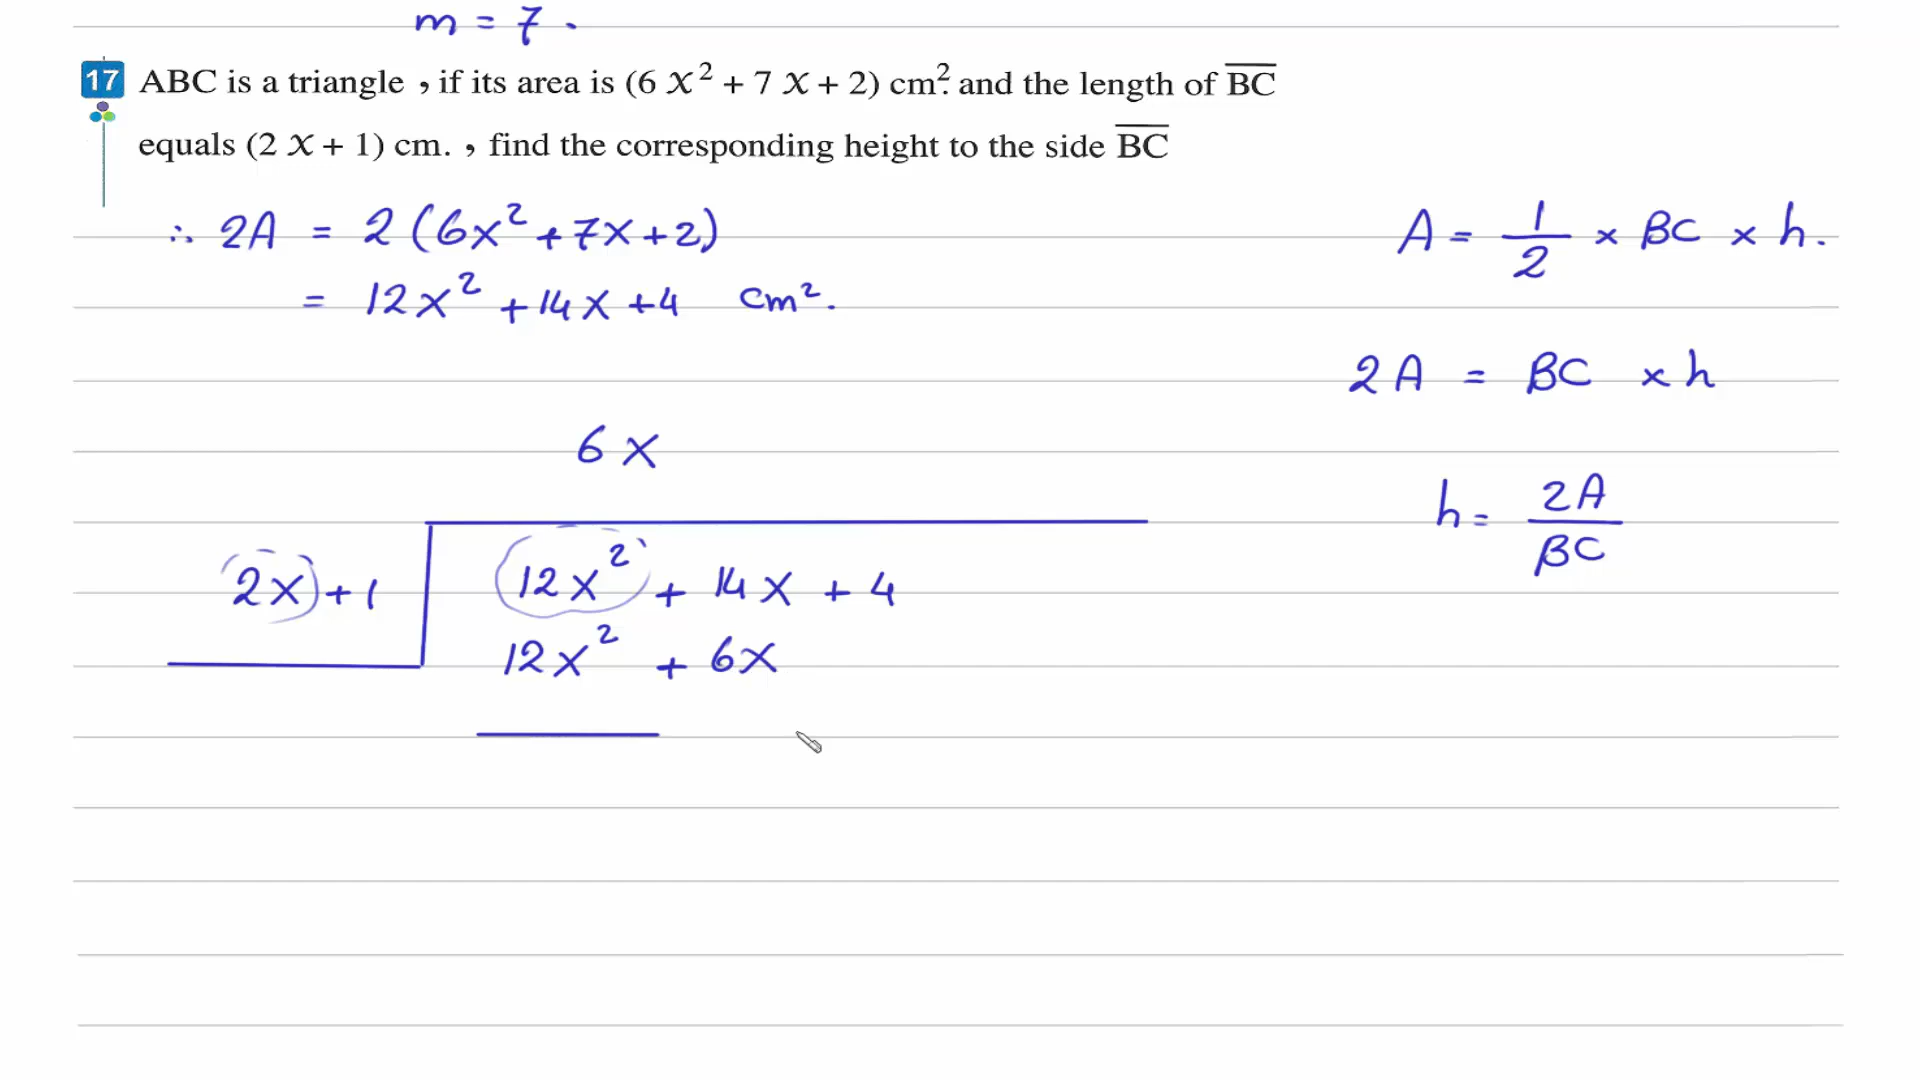 m = 7 .
17 ABC is a triangle , if its area is (6 X² + 7 X + 2) cm². and the length of B̅C̅
equals (2 X + 1) cm. , find the corresponding height to the side B̅C̅
∴ 2A = 2 (6x² + 7x + 2)
= 12x² + 14x + 4 cm².
A = 1/2 × BC × h.
2A = BC × h
h = 2A/BC
6x
2x + 1
12x² + 14x + 4
12x² + 6x